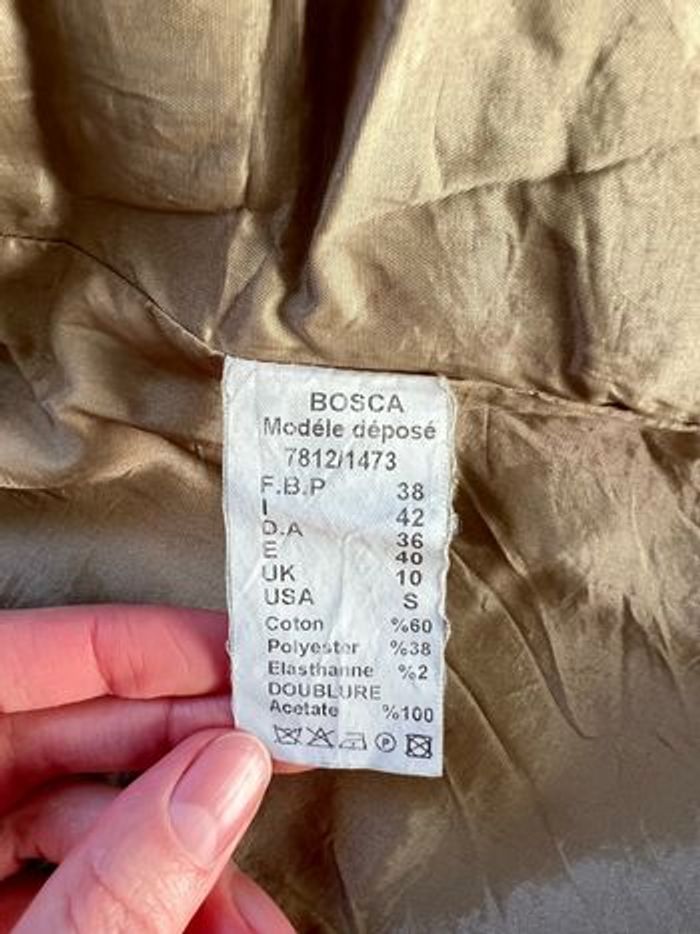 BOSCA
Modéle déposé
7812/1473
F.B.P 38
I 42
D.A 36
E 40
UK 10
USA S
Coton %60
Polyester %38
Elasthanne %2
DOUBLURE
Acetate %100
P